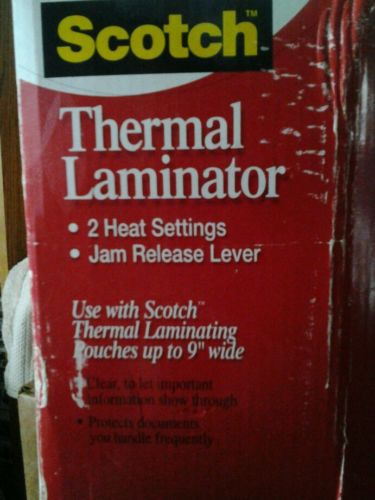 Scotch™
Thermal
Laminator
• 2 Heat Settings
• Jam Release Lever
Use with Scotch™
Thermal Laminating
Pouches up to 9" wide
• Clear, to let important
information show through
• Protects documents
you handle frequently